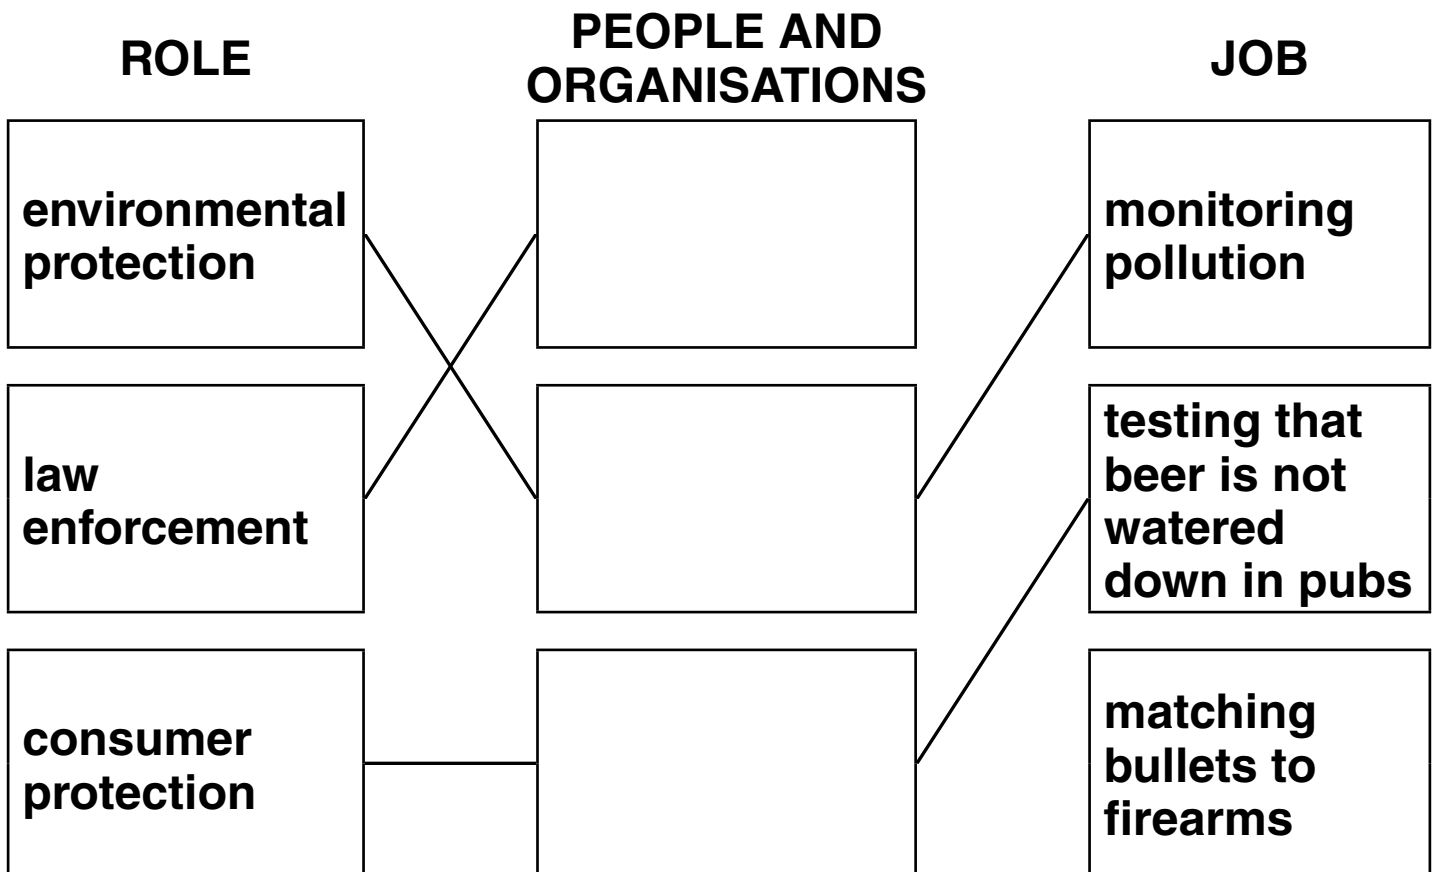 ROLE
PEOPLE AND
ORGANISATIONS
JOB
environmental
protection
monitoring
pollution
law
enforcement
testing that
beer is not
watered
down in pubs
consumer
protection
matching
bullets to
firearms